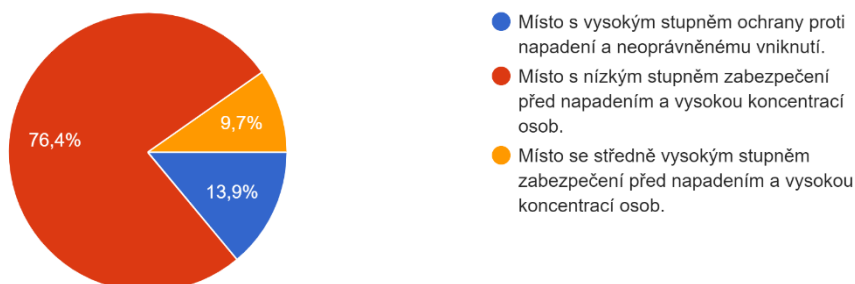 76,4%
9,7%
13,9%
Místo s vysokým stupněm ochrany proti
napadení a neoprávněnému vniknutí.
Místo s nízkým stupněm zabezpečení
před napadením a vysokou koncentrací
osob.
Místo se středně vysokým stupněm
zabezpečení před napadením a vysokou
koncentrací osob.